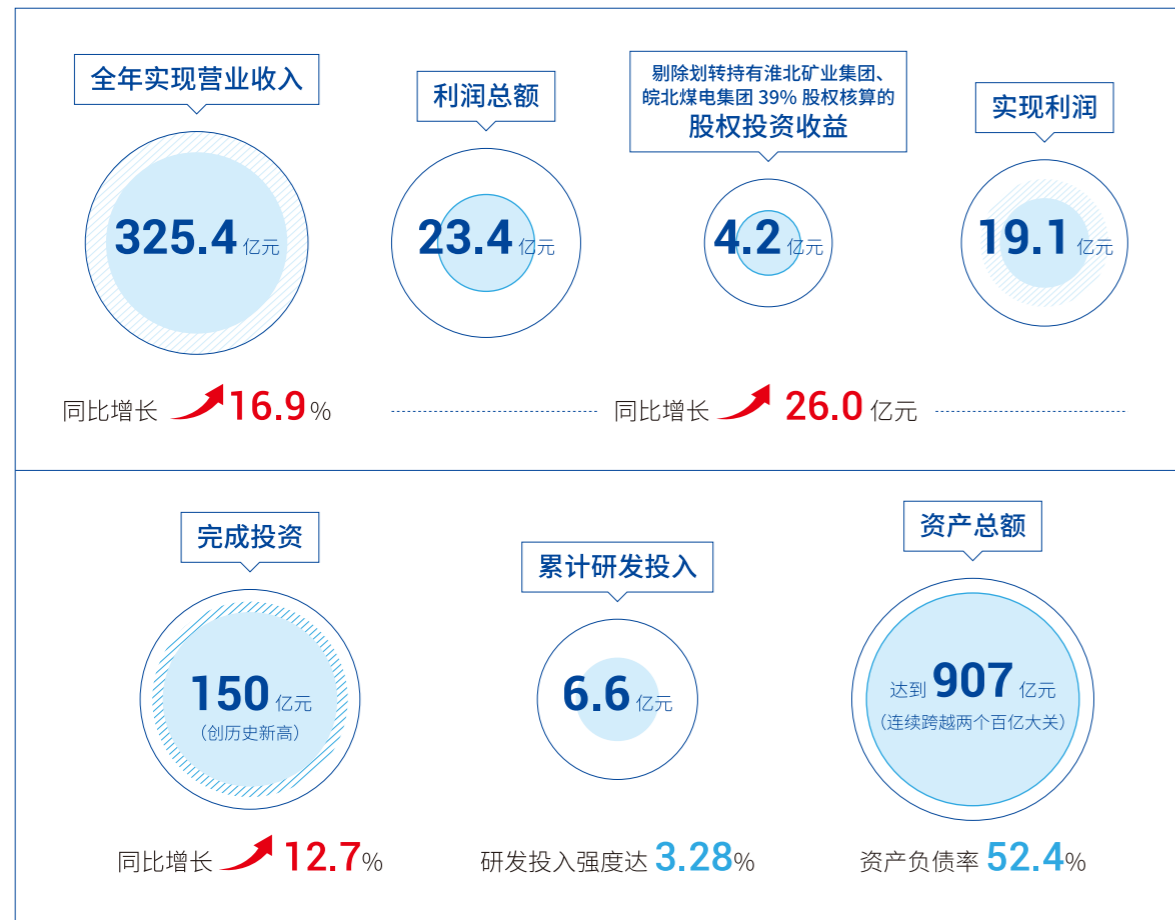 全年实现营业收入
325.4 亿元
利润总额
23.4 亿元
剔除划转持有淮北矿业集团、
皖北煤电集团 39% 股权核算的
股权投资收益
4.2 亿元
实现利润
19.1 亿元
同比增长 16.9%
同比增长 26.0 亿元
完成投资
150 亿元
（创历史新高）
累计研发投入
6.6 亿元
资产总额
达到 907 亿元
（连续跨越两个百亿大关）
同比增长 12.7%
研发投入强度达 3.28%
资产负债率 52.4%